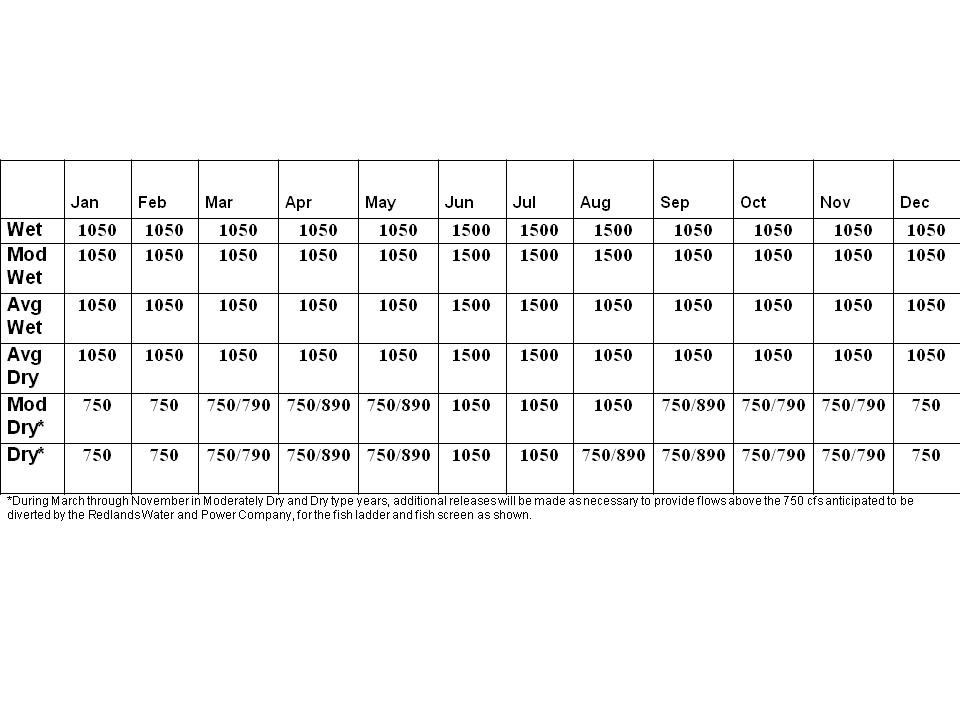 Jan Feb Mar Apr May Jun Jul Aug Sep Oct Nov Dec
Wet 1050 1050 1050 1050 1050 1500 1500 1500 1050 1050 1050 1050
Mod 1050 1050 1050 1050 1050 1500 1500 1500 1050 1050 1050 1050
Wet
Avg 1050 1050 1050 1050 1050 1500 1500 1050 1050 1050 1050 1050
Wet
Avg 1050 1050 1050 1050 1050 1500 1500 1050 1050 1050 1050 1050
Dry
Mod 750 750 750/790 750/890 750/890 1050 1050 1050 750/890 750/790 750/790 750
Dry*
Dry* 750 750 750/790 750/890 750/890 1050 1050 750/890 750/890 750/790 750/790 750
*During March through November in Moderately Dry and Dry type years, additional releases will be made as necessary to provide flows above the 750 cfs anticipated to be
diverted by the Redlands Water and Power Company, for the fish ladder and fish screen as shown.